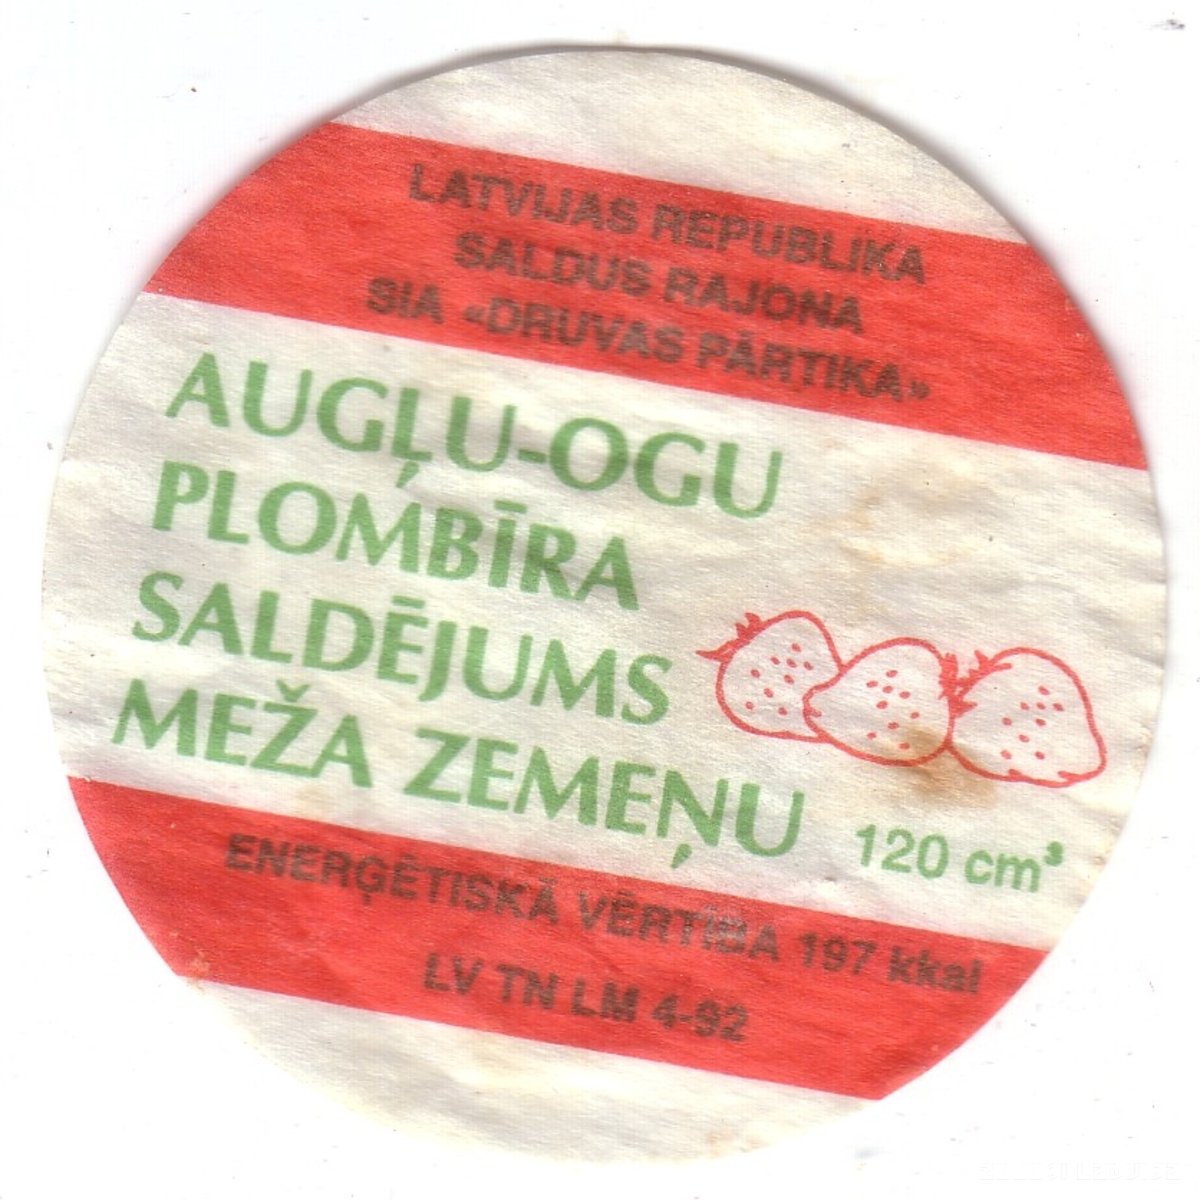 LATVIJAS REPUBLIKA
SALDUS RAJONA
SIA «DRUVAS PĀRTIKA»
AUGĻU-OGU
PLOMBĪRA
SALDĒJUMS
MEŽA ZEMEŅU
120 cm³
ENERĢĒTISKĀ VĒRTĪBA 197 kkal
LV TN LM 4-92